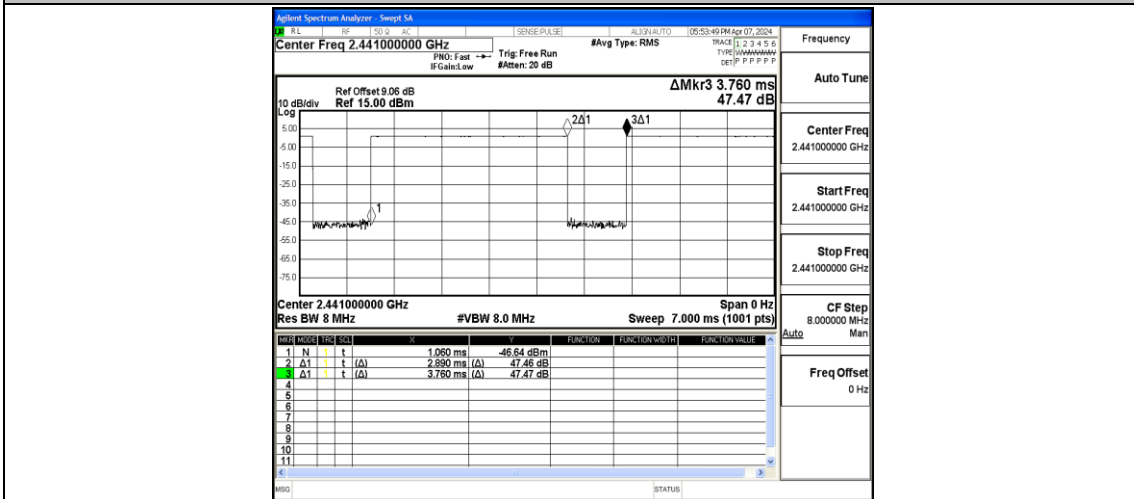 Agilent Spectrum Analyzer - Swept SA
RL RF 50 Ω AC SENSE:PULSE ALIGNAUTO 05:53:49 PM Apr 07, 2024
Center Freq 2.441000000 GHz #Avg Type: RMS TRACE 1 2 3 4 5 6
PNO: Fast Trig: Free Run TYPE
IFGain:Low #Atten: 20 dB DET P P P P P P
Frequency
Auto Tune
ΔMkr3 3.760 ms
47.47 dB
Ref Offset 9.06 dB
10 dB/div Ref 15.00 dBm
Log
5.00
-5.00
-15.0
-25.0
-35.0
-45.0
-55.0
-65.0
-75.0
2Δ1
3Δ1
1
Center Freq
2.441000000 GHz
Start Freq
2.441000000 GHz
Stop Freq
2.441000000 GHz
CF Step
8.000000 MHz
Auto Man
Freq Offset
0 Hz
Center 2.441000000 GHz Span 0 Hz
Res BW 8 MHz #VBW 8.0 MHz Sweep 7.000 ms (1001 pts)
MKR MODE TRC SCL X Y FUNCTION FUNCTION WIDTH FUNCTION VALUE
1 N 1 t 1.060 ms -46.64 dBm
2 Δ1 1 t (Δ) 2.890 ms (Δ) 47.46 dB
3 Δ1 1 t (Δ) 3.760 ms (Δ) 47.47 dB
4
5
6
7
8
9
10
11
MSG STATUS